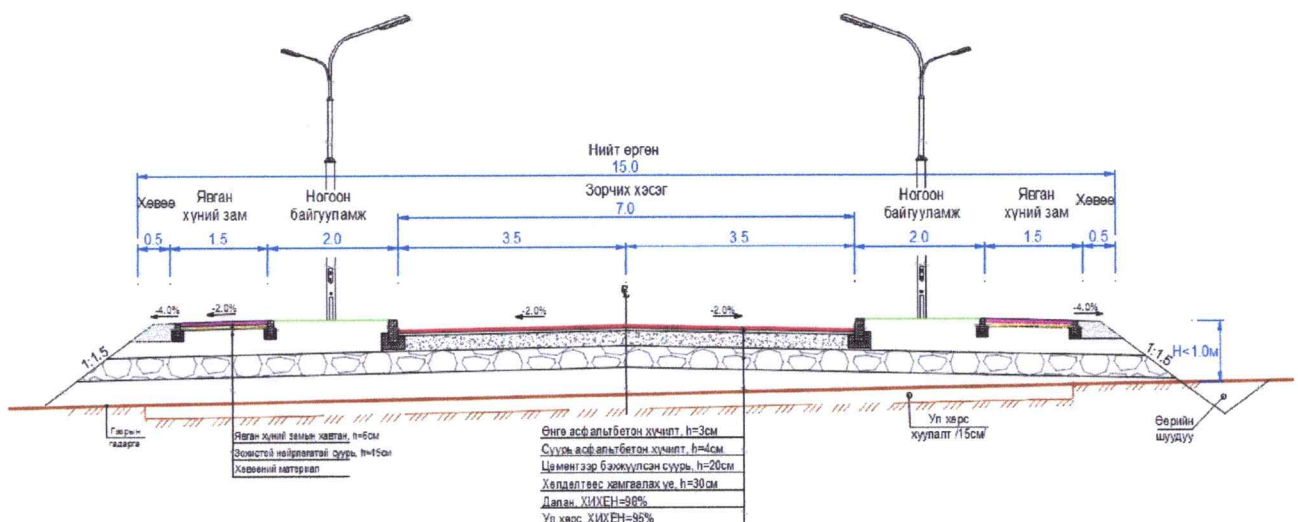 Нийт өргөн
15.0
Хөвөө
Явган
хүний зам
Ногоон
байгууламж
Зорчих хэсэг
7.0
Ногоон
байгууламж
Явган
хүний зам
Хөвөө
0.5
1.5
2.0
3.5
3.5
2.0
1.5
0.5
-4.0%
-2.0%
-2.0%
-2.0%
-4.0%
1:1.5
1:1.5
H<1.0м
Газрын
гадарга
Явган хүний замын хавтан, h=6см
Зохистой найрлагатай суурь, h=15см
Хөвөөний материал
Өнгө асфальтбетон хучилт, h=3см
Суурь асфальтбетон хучилт, h=4см
Цементээр бэхжүүлсэн суурь, h=20см
Хөлдөлтөөс хамгаалах үе, h=30см
Далан, ХИХЕН=98%
Ул хөрс, ХИХЕН=95%
Ул хөрс
хуулалт /15см/
Өөрийн
шуудуу